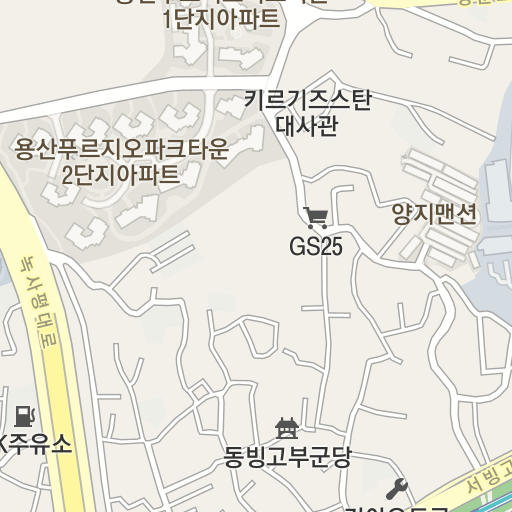 1단지아파트
키르기즈스탄
대사관
용산푸르지오파크타운
2단지아파트
양지맨션
GS25
녹사평대로
K주유소
동빙고부군당
서빙고